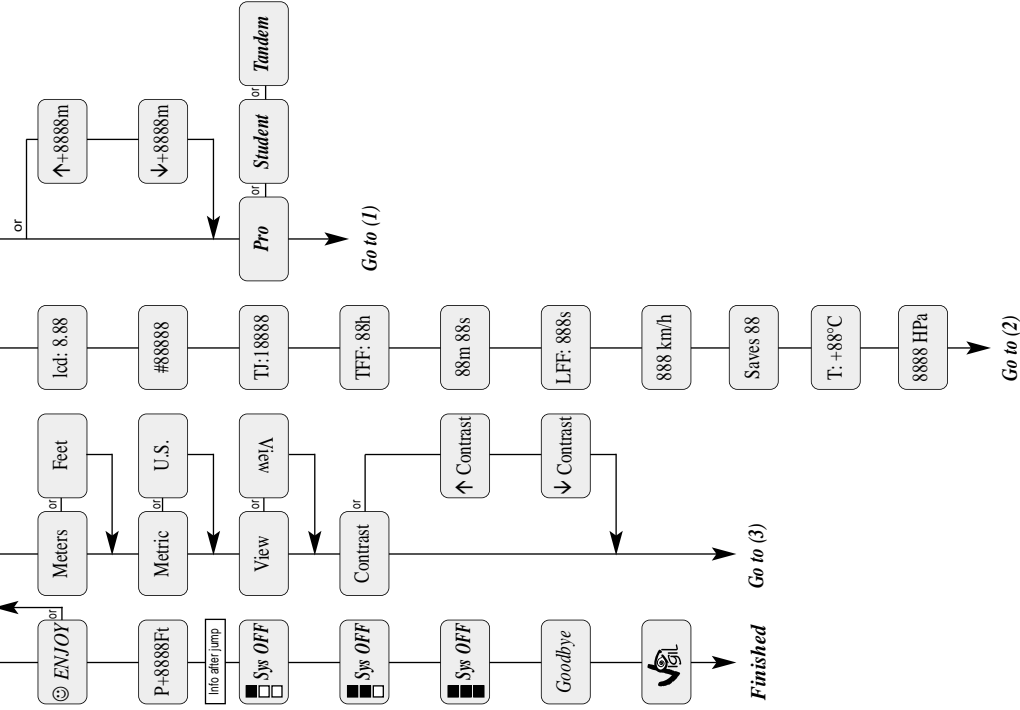 or
↑+8888m
↓+8888m
Pro
or
Student
or
Tandem
Go to (1)
lcd: 8.88
#88888
TJ:18888
TFF: 88h
88m 88s
LFF: 888s
888 km/h
Saves 88
T: +88°C
8888 HPa
Go to (2)
Meters
or
Feet
Metric
or
U.S.
View
or
View
Contrast
or
↑ Contrast
↓ Contrast
Go to (3)
☺ ENJOY
or
P+8888Ft
Info after jump
Sys OFF
Sys OFF
Sys OFF
Goodbye
Vigil
Finished